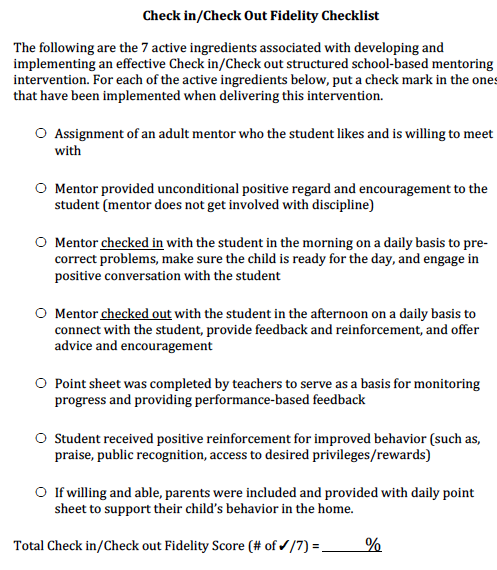 Check in/Check Out Fidelity Checklist
The following are the 7 active ingredients associated with developing and
implementing an effective Check in/Check out structured school-based mentoring
intervention. For each of the active ingredients below, put a check mark in the ones
that have been implemented when delivering this intervention.
O Assignment of an adult mentor who the student likes and is willing to meet
with
O Mentor provided unconditional positive regard and encouragement to the
student (mentor does not get involved with discipline)
O Mentor checked in with the student in the morning on a daily basis to pre-
correct problems, make sure the child is ready for the day, and engage in
positive conversation with the student
O Mentor checked out with the student in the afternoon on a daily basis to
connect with the student, provide feedback and reinforcement, and offer
advice and encouragement
O Point sheet was completed by teachers to serve as a basis for monitoring
progress and providing performance-based feedback
O Student received positive reinforcement for improved behavior (such as,
praise, public recognition, access to desired privileges/rewards)
O If willing and able, parents were included and provided with daily point
sheet to support their child's behavior in the home.
Total Check in/Check out Fidelity Score (# of ✓/7) = ______%